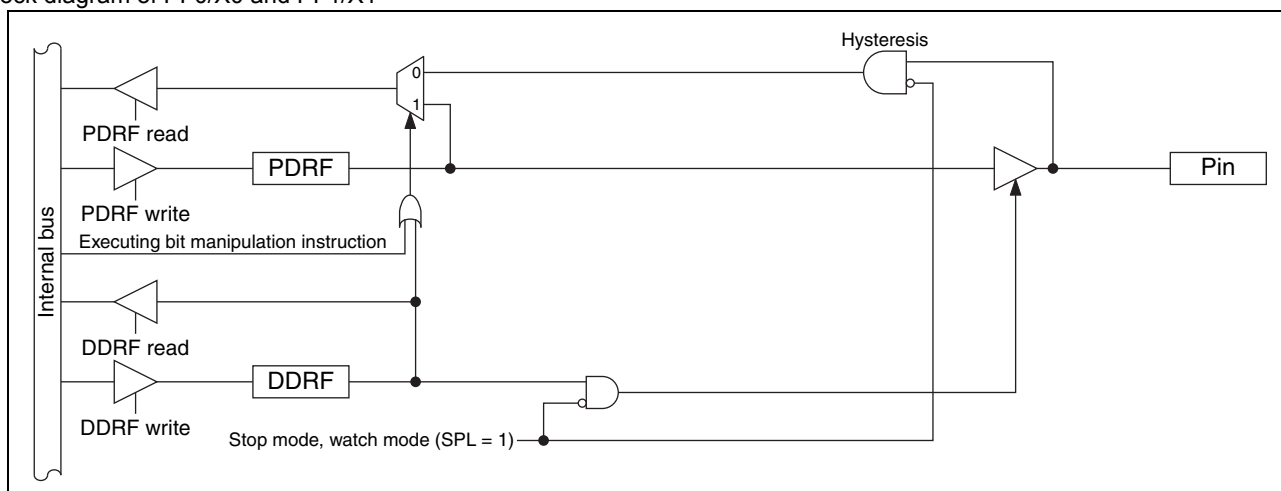 Hysteresis
0
1
PDRF read
PDRF
Pin
PDRF write
Executing bit manipulation instruction
Internal bus
DDRF read
DDRF
DDRF write
Stop mode, watch mode (SPL = 1)